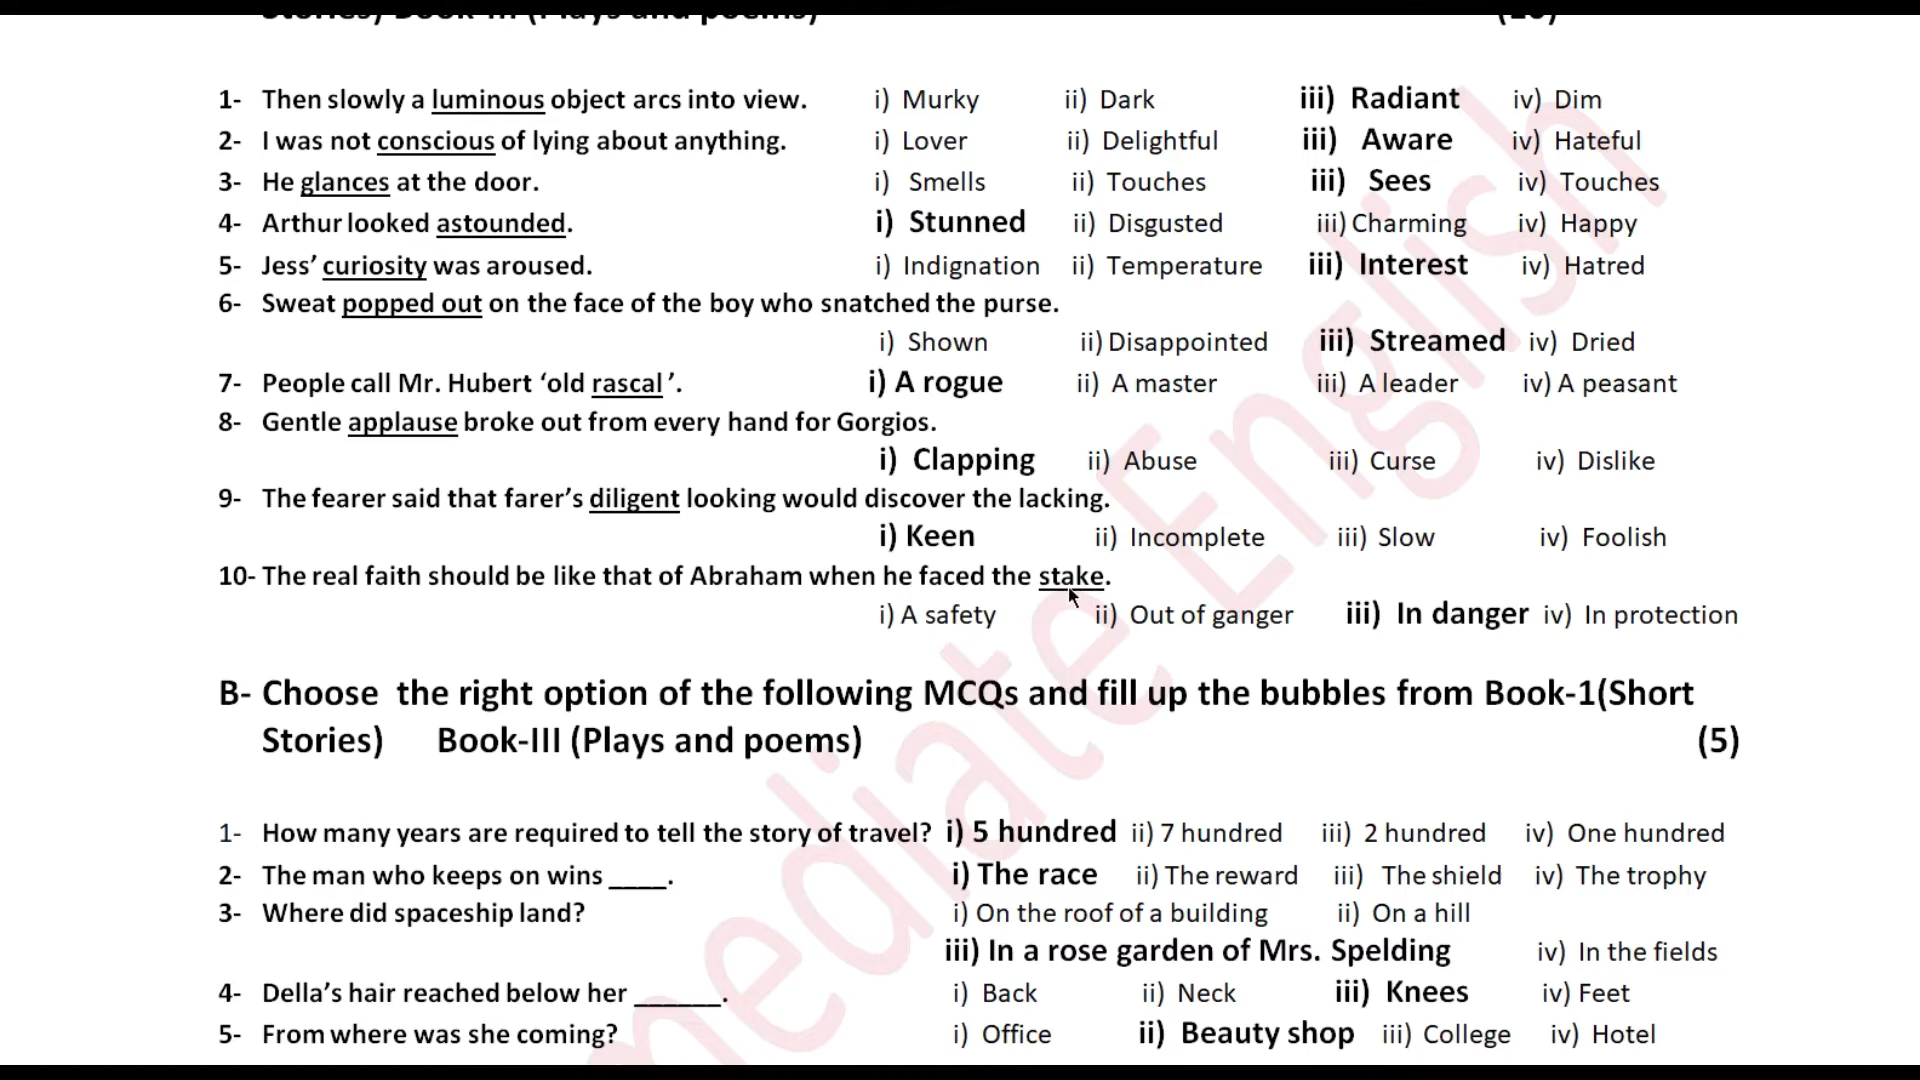 Stories) Book-III (Plays and poems) (10)
1- Then slowly a luminous object arcs into view. i) Murky ii) Dark iii) Radiant iv) Dim
2- I was not conscious of lying about anything. i) Lover ii) Delightful iii) Aware iv) Hateful
3- He glances at the door. i) Smells ii) Touches iii) Sees iv) Touches
4- Arthur looked astounded. i) Stunned ii) Disgusted iii) Charming iv) Happy
5- Jess’ curiosity was aroused. i) Indignation ii) Temperature iii) Interest iv) Hatred
6- Sweat popped out on the face of the boy who snatched the purse.
i) Shown ii) Disappointed iii) Streamed iv) Dried
7- People call Mr. Hubert ‘old rascal ’. i) A rogue ii) A master iii) A leader iv) A peasant
8- Gentle applause broke out from every hand for Gorgios.
i) Clapping ii) Abuse iii) Curse iv) Dislike
9- The fearer said that farer’s diligent looking would discover the lacking.
i) Keen ii) Incomplete iii) Slow iv) Foolish
10- The real faith should be like that of Abraham when he faced the stake.
i) A safety ii) Out of ganger iii) In danger iv) In protection
B- Choose the right option of the following MCQs and fill up the bubbles from Book-1(Short
Stories) Book-III (Plays and poems) (5)
1- How many years are required to tell the story of travel? i) 5 hundred ii) 7 hundred iii) 2 hundred iv) One hundred
2- The man who keeps on wins ____. i) The race ii) The reward iii) The shield iv) The trophy
3- Where did spaceship land? i) On the roof of a building ii) On a hill
iii) In a rose garden of Mrs. Spelding iv) In the fields
4- Della’s hair reached below her ______. i) Back ii) Neck iii) Knees iv) Feet
5- From where was she coming? i) Office ii) Beauty shop iii) College iv) Hotel
mediate English